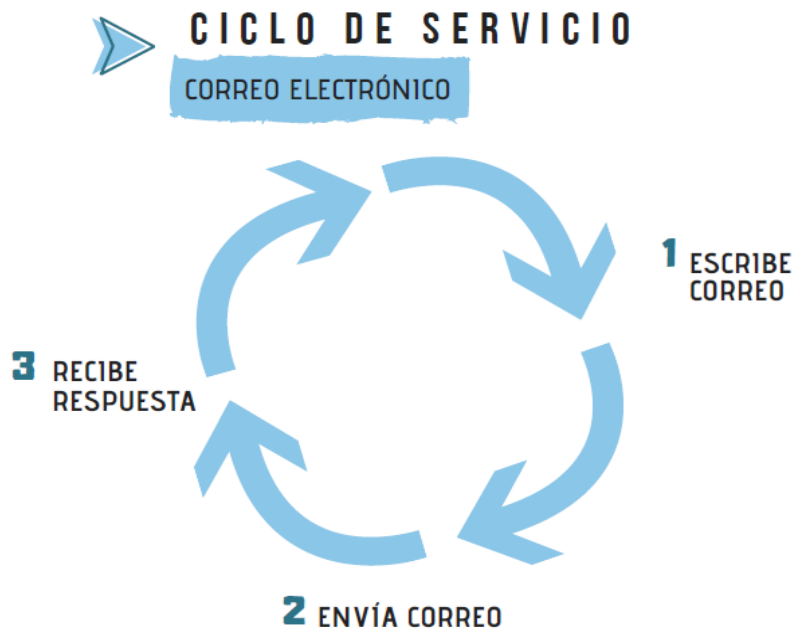 CICLO DE SERVICIO
CORREO ELECTRÓNICO
1 ESCRIBE
CORREO
3 RECIBE
RESPUESTA
2 ENVÍA CORREO